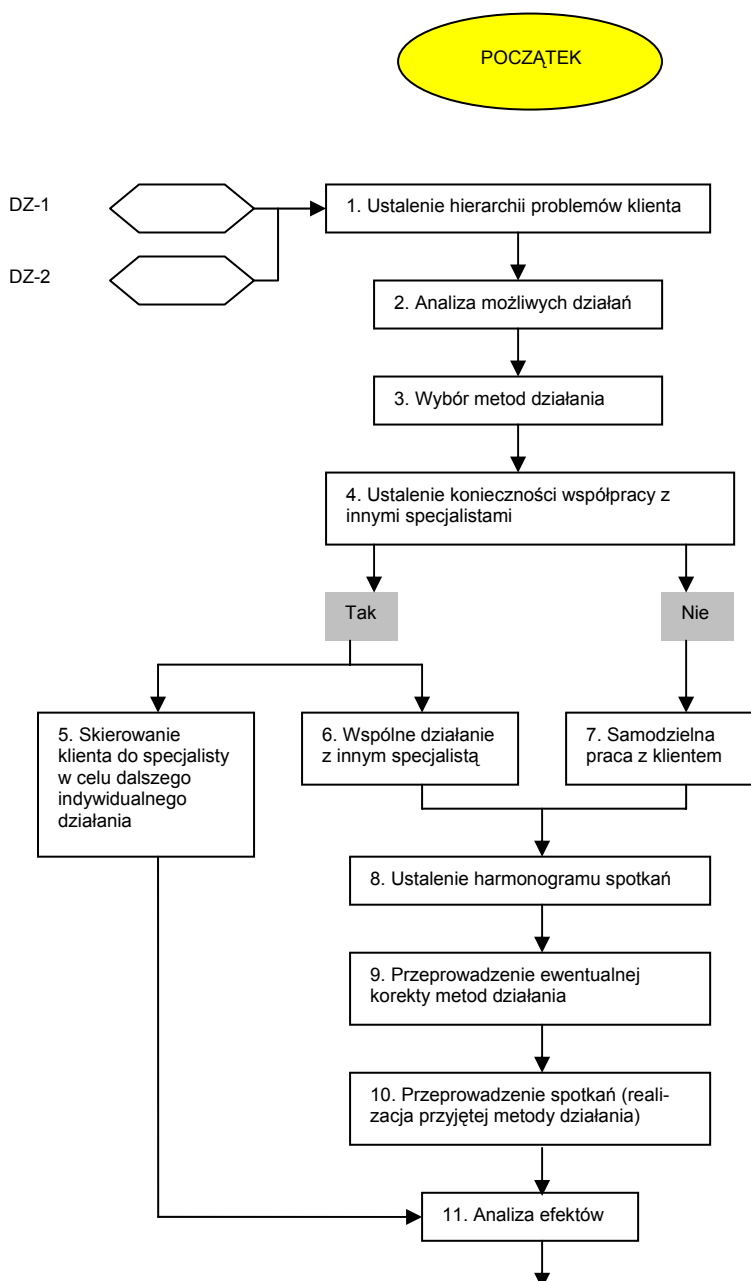 POCZĄTEK
DZ-1
1. Ustalenie hierarchii problemów klienta
DZ-2
2. Analiza możliwych działań
3. Wybór metod działania
4. Ustalenie konieczności współpracy z
innymi specjalistami
Tak
Nie
5. Skierowanie
klienta do specjalisty
w celu dalszego
indywidualnego
działania
6. Wspólne działanie
z innym specjalistą
7. Samodzielna
praca z klientem
8. Ustalenie harmonogramu spotkań
9. Przeprowadzenie ewentualnej
korekty metod działania
10. Przeprowadzenie spotkań (reali-
zacja przyjętej metody działania)
11. Analiza efektów